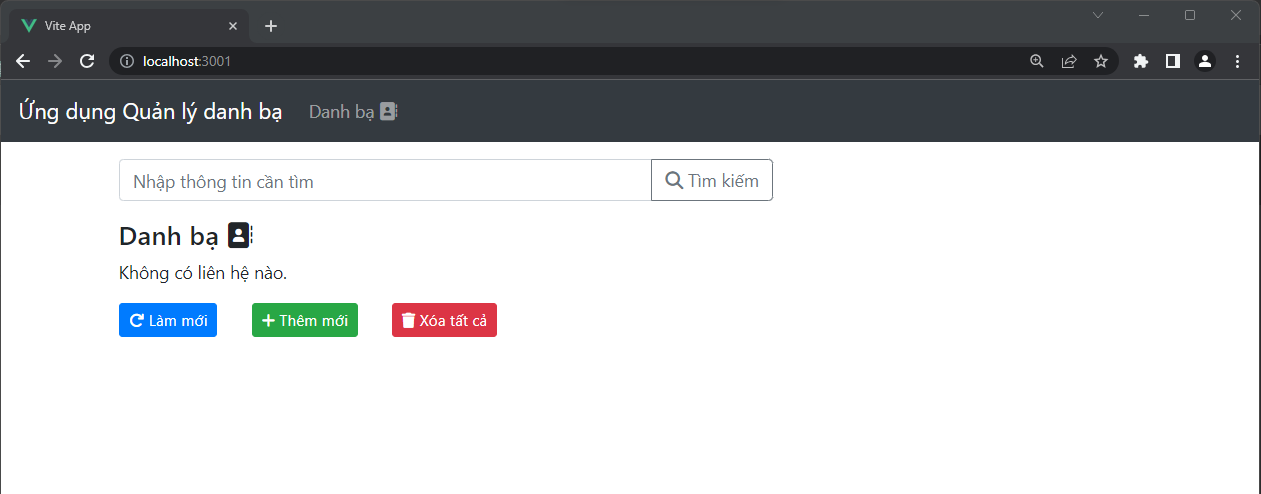 Vite App
localhost:3001
Ứng dụng Quản lý danh bạ Danh bạ
Nhập thông tin cần tìm Tìm kiếm
Danh bạ
Không có liên hệ nào.
Làm mới Thêm mới Xóa tất cả